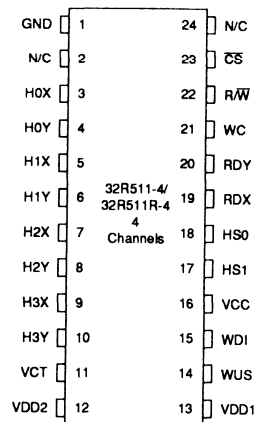 GND 1 24 N/C
N/C 2 23 C̅S̅
H0X 3 22 R/W̅
H0Y 4 21 WC
H1X 5 20 RDY
H1Y 6 32R511-4/ 32R511R-4 4 Channels 19 RDX
H2X 7 18 HS0
H2Y 8 17 HS1
H3X 9 16 VCC
H3Y 10 15 WDI
VCT 11 14 WUS
VDD2 12 13 VDD1